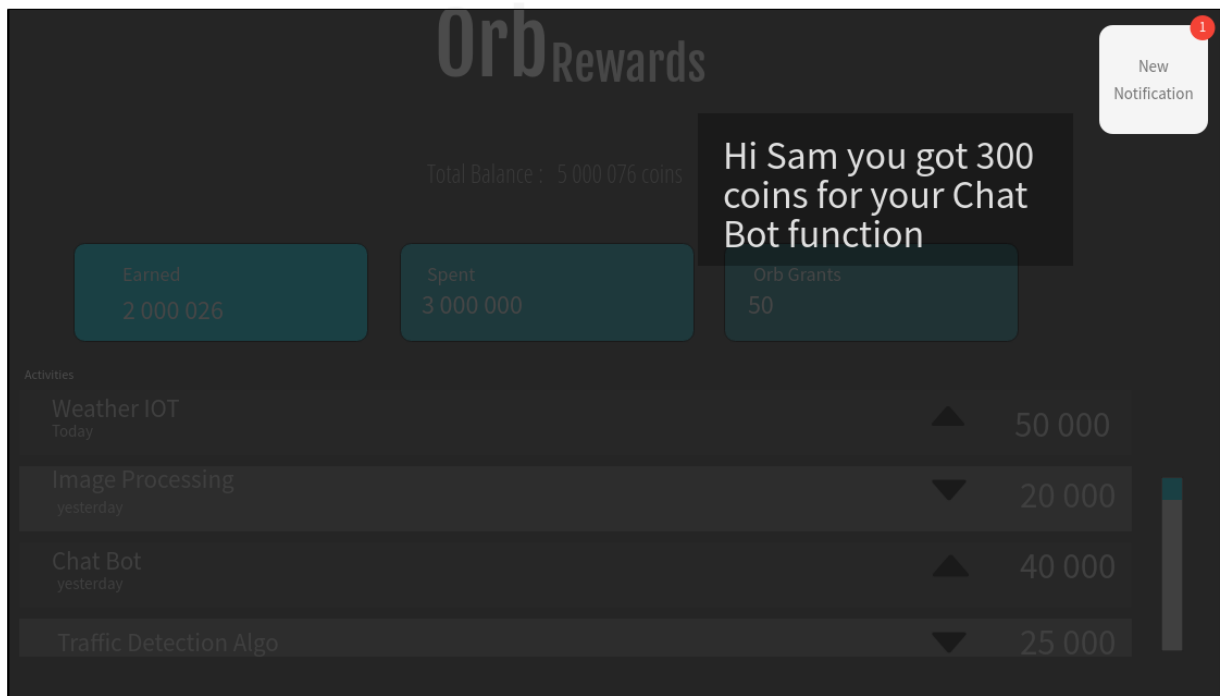 Orb Rewards
1
New
Notification
Hi Sam you got 300
coins for your Chat
Bot function
Total Balance : 5 000 076 coins
Earned
2 000 026
Spent
3 000 000
Orb Grants
50
Activities
Weather IOT
Today
50 000
Image Processing
yesterday
20 000
Chat Bot
yesterday
40 000
Traffic Detection Algo
25 000